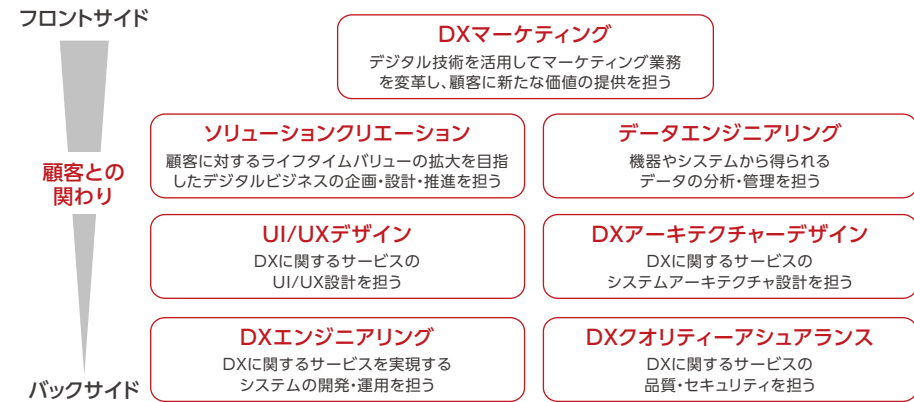 フロントサイド
DXマーケティング
デジタル技術を活用してマーケティング業務
を変革し、顧客に新たな価値の提供を担う
ソリューションクリエーション
顧客に対するライフタイムバリューの拡大を目指
したデジタルビジネスの企画・設計・推進を担う
データエンジニアリング
機器やシステムから得られる
データの分析・管理を担う
顧客との
関わり
UI/UXデザイン
DXに関するサービスの
UI/UX設計を担う
DXアーキテクチャーデザイン
DXに関するサービスの
システムアーキテクチャ設計を担う
DXエンジニアリング
DXに関するサービスを実現する
システムの開発・運用を担う
DXクオリティーアシュアランス
DXに関するサービスの
品質・セキュリティを担う
バックサイド